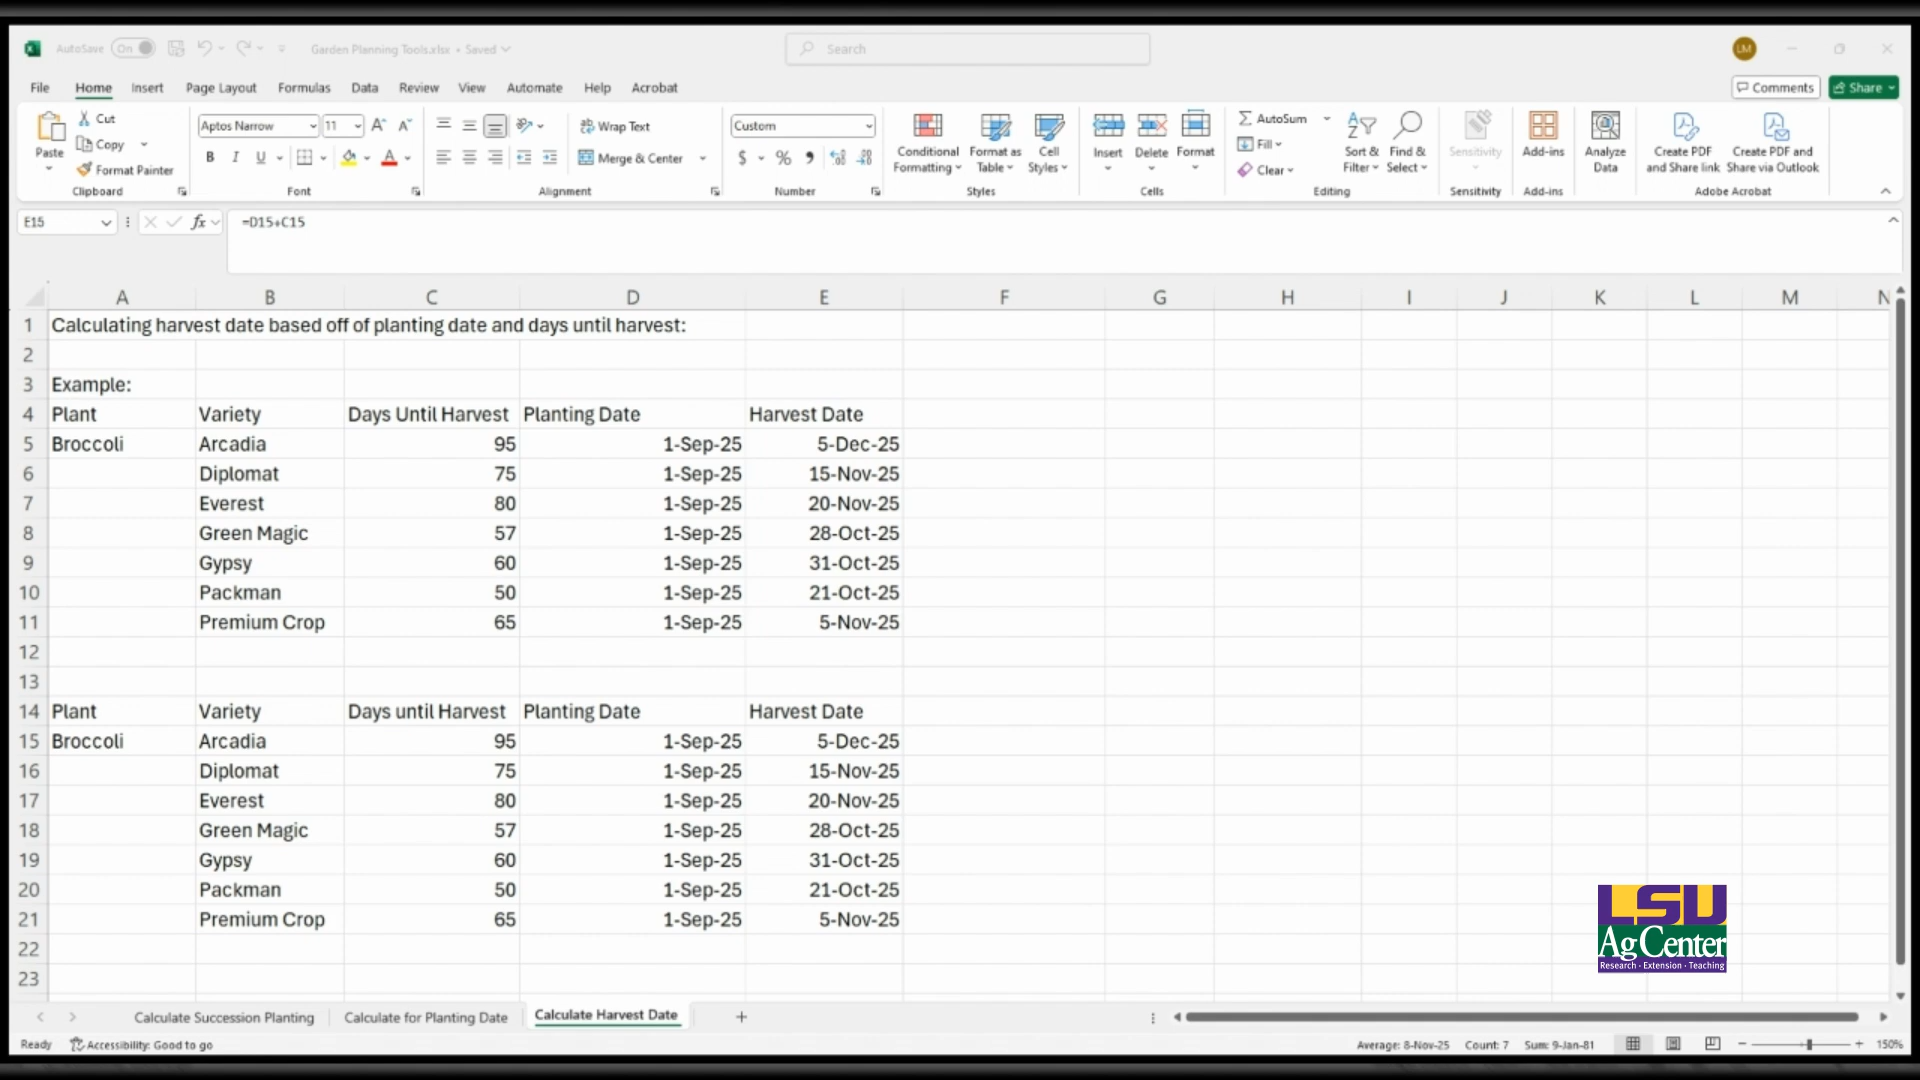 AutoSave On Garden Planning Tools.xlsx • Saved Search LM
File Home Insert Page Layout Formulas Data Review View Automate Help Acrobat Comments Share
Paste Cut Copy Format Painter Clipboard
Aptos Narrow 11 B I U Font
Wrap Text Merge & Center Alignment
Custom $ % Number
Conditional Formatting Format as Table Cell Styles Styles
Insert Delete Format Cells
AutoSum Fill Clear Sort & Filter Find & Select Editing
Sensitivity Sensitivity
Add-ins Add-ins
Analyze Data
Create PDF and Share link Create PDF and Share via Outlook Adobe Acrobat
E15 fx =D15+C15
A B C D E F G H I J K L M N
1 Calculating harvest date based off of planting date and days until harvest:
2
3 Example:
4 Plant Variety Days Until Harvest Planting Date Harvest Date
5 Broccoli Arcadia 95 1-Sep-25 5-Dec-25
6 Diplomat 75 1-Sep-25 15-Nov-25
7 Everest 80 1-Sep-25 20-Nov-25
8 Green Magic 57 1-Sep-25 28-Oct-25
9 Gypsy 60 1-Sep-25 31-Oct-25
10 Packman 50 1-Sep-25 21-Oct-25
11 Premium Crop 65 1-Sep-25 5-Nov-25
12
13
14 Plant Variety Days until Harvest Planting Date Harvest Date
15 Broccoli Arcadia 95 1-Sep-25 5-Dec-25
16 Diplomat 75 1-Sep-25 15-Nov-25
17 Everest 80 1-Sep-25 20-Nov-25
18 Green Magic 57 1-Sep-25 28-Oct-25
19 Gypsy 60 1-Sep-25 31-Oct-25
20 Packman 50 1-Sep-25 21-Oct-25
21 Premium Crop 65 1-Sep-25 5-Nov-25
22
23
LSU
AgCenter
Research · Extension · Teaching
Calculate Succession Planting Calculate for Planting Date Calculate Harvest Date +
Ready Accessibility: Good to go Average: 8-Nov-25 Count: 7 Sum: 9-Jan-81 150%